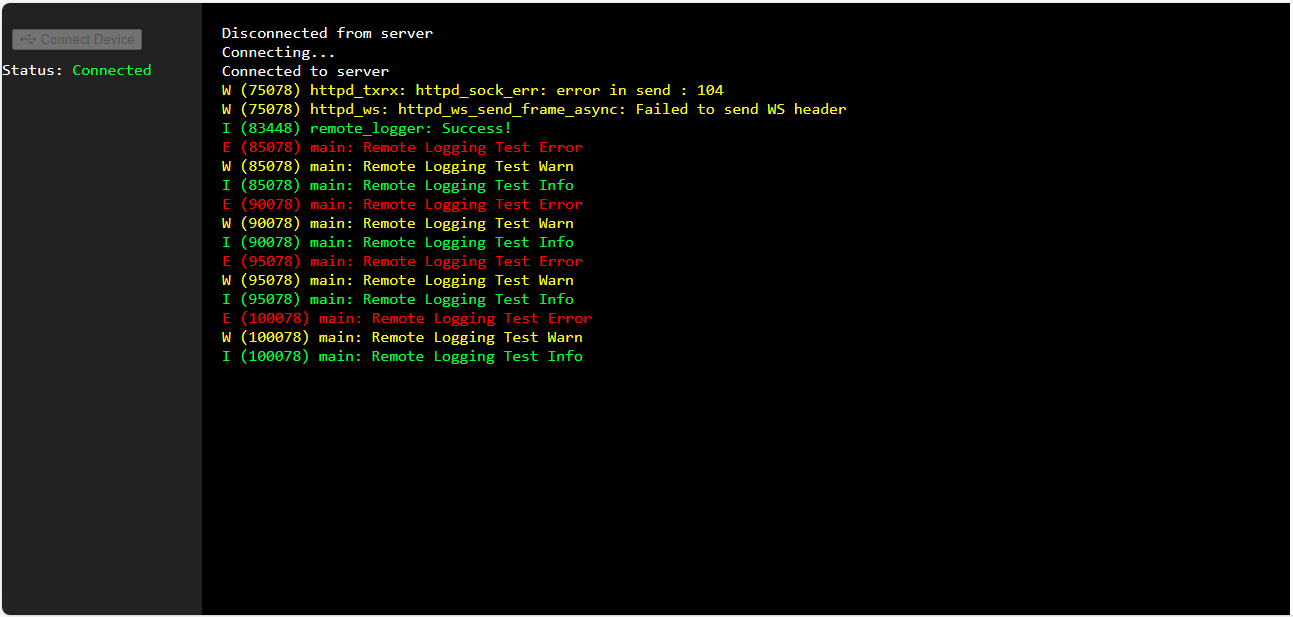 Connect Device
Status: Connected
Disconnected from server
Connecting...
Connected to server
W (75078) httpd_txrx: httpd_sock_err: error in send : 104
W (75078) httpd_ws: httpd_ws_send_frame_async: Failed to send WS header
I (83448) remote_logger: Success!
E (85078) main: Remote Logging Test Error
W (85078) main: Remote Logging Test Warn
I (85078) main: Remote Logging Test Info
E (90078) main: Remote Logging Test Error
W (90078) main: Remote Logging Test Warn
I (90078) main: Remote Logging Test Info
E (95078) main: Remote Logging Test Error
W (95078) main: Remote Logging Test Warn
I (95078) main: Remote Logging Test Info
E (100078) main: Remote Logging Test Error
W (100078) main: Remote Logging Test Warn
I (100078) main: Remote Logging Test Info